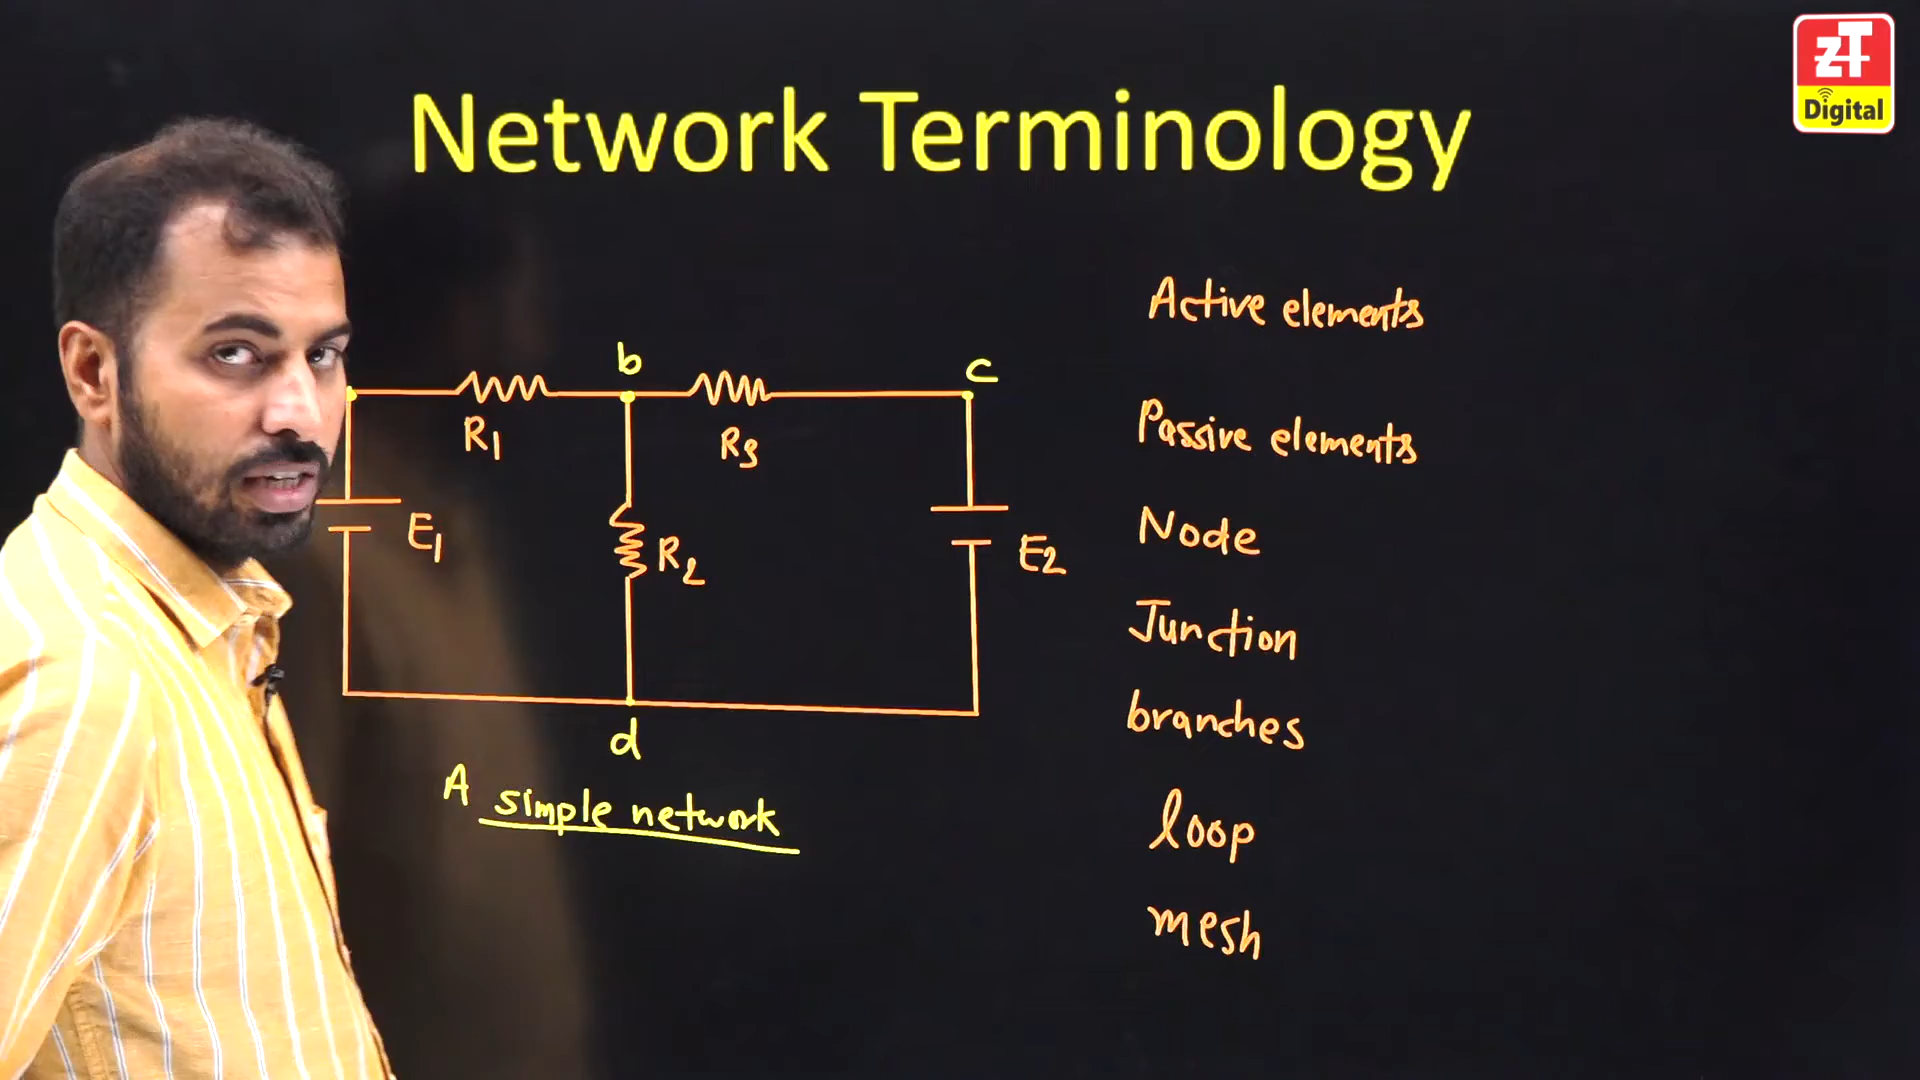 zT
Digital
Network Terminology
Active elements
b
c
R1
R3
Passive elements
E1
R2
E2
Node
Junction
branches
d
A simple network
loop
mesh